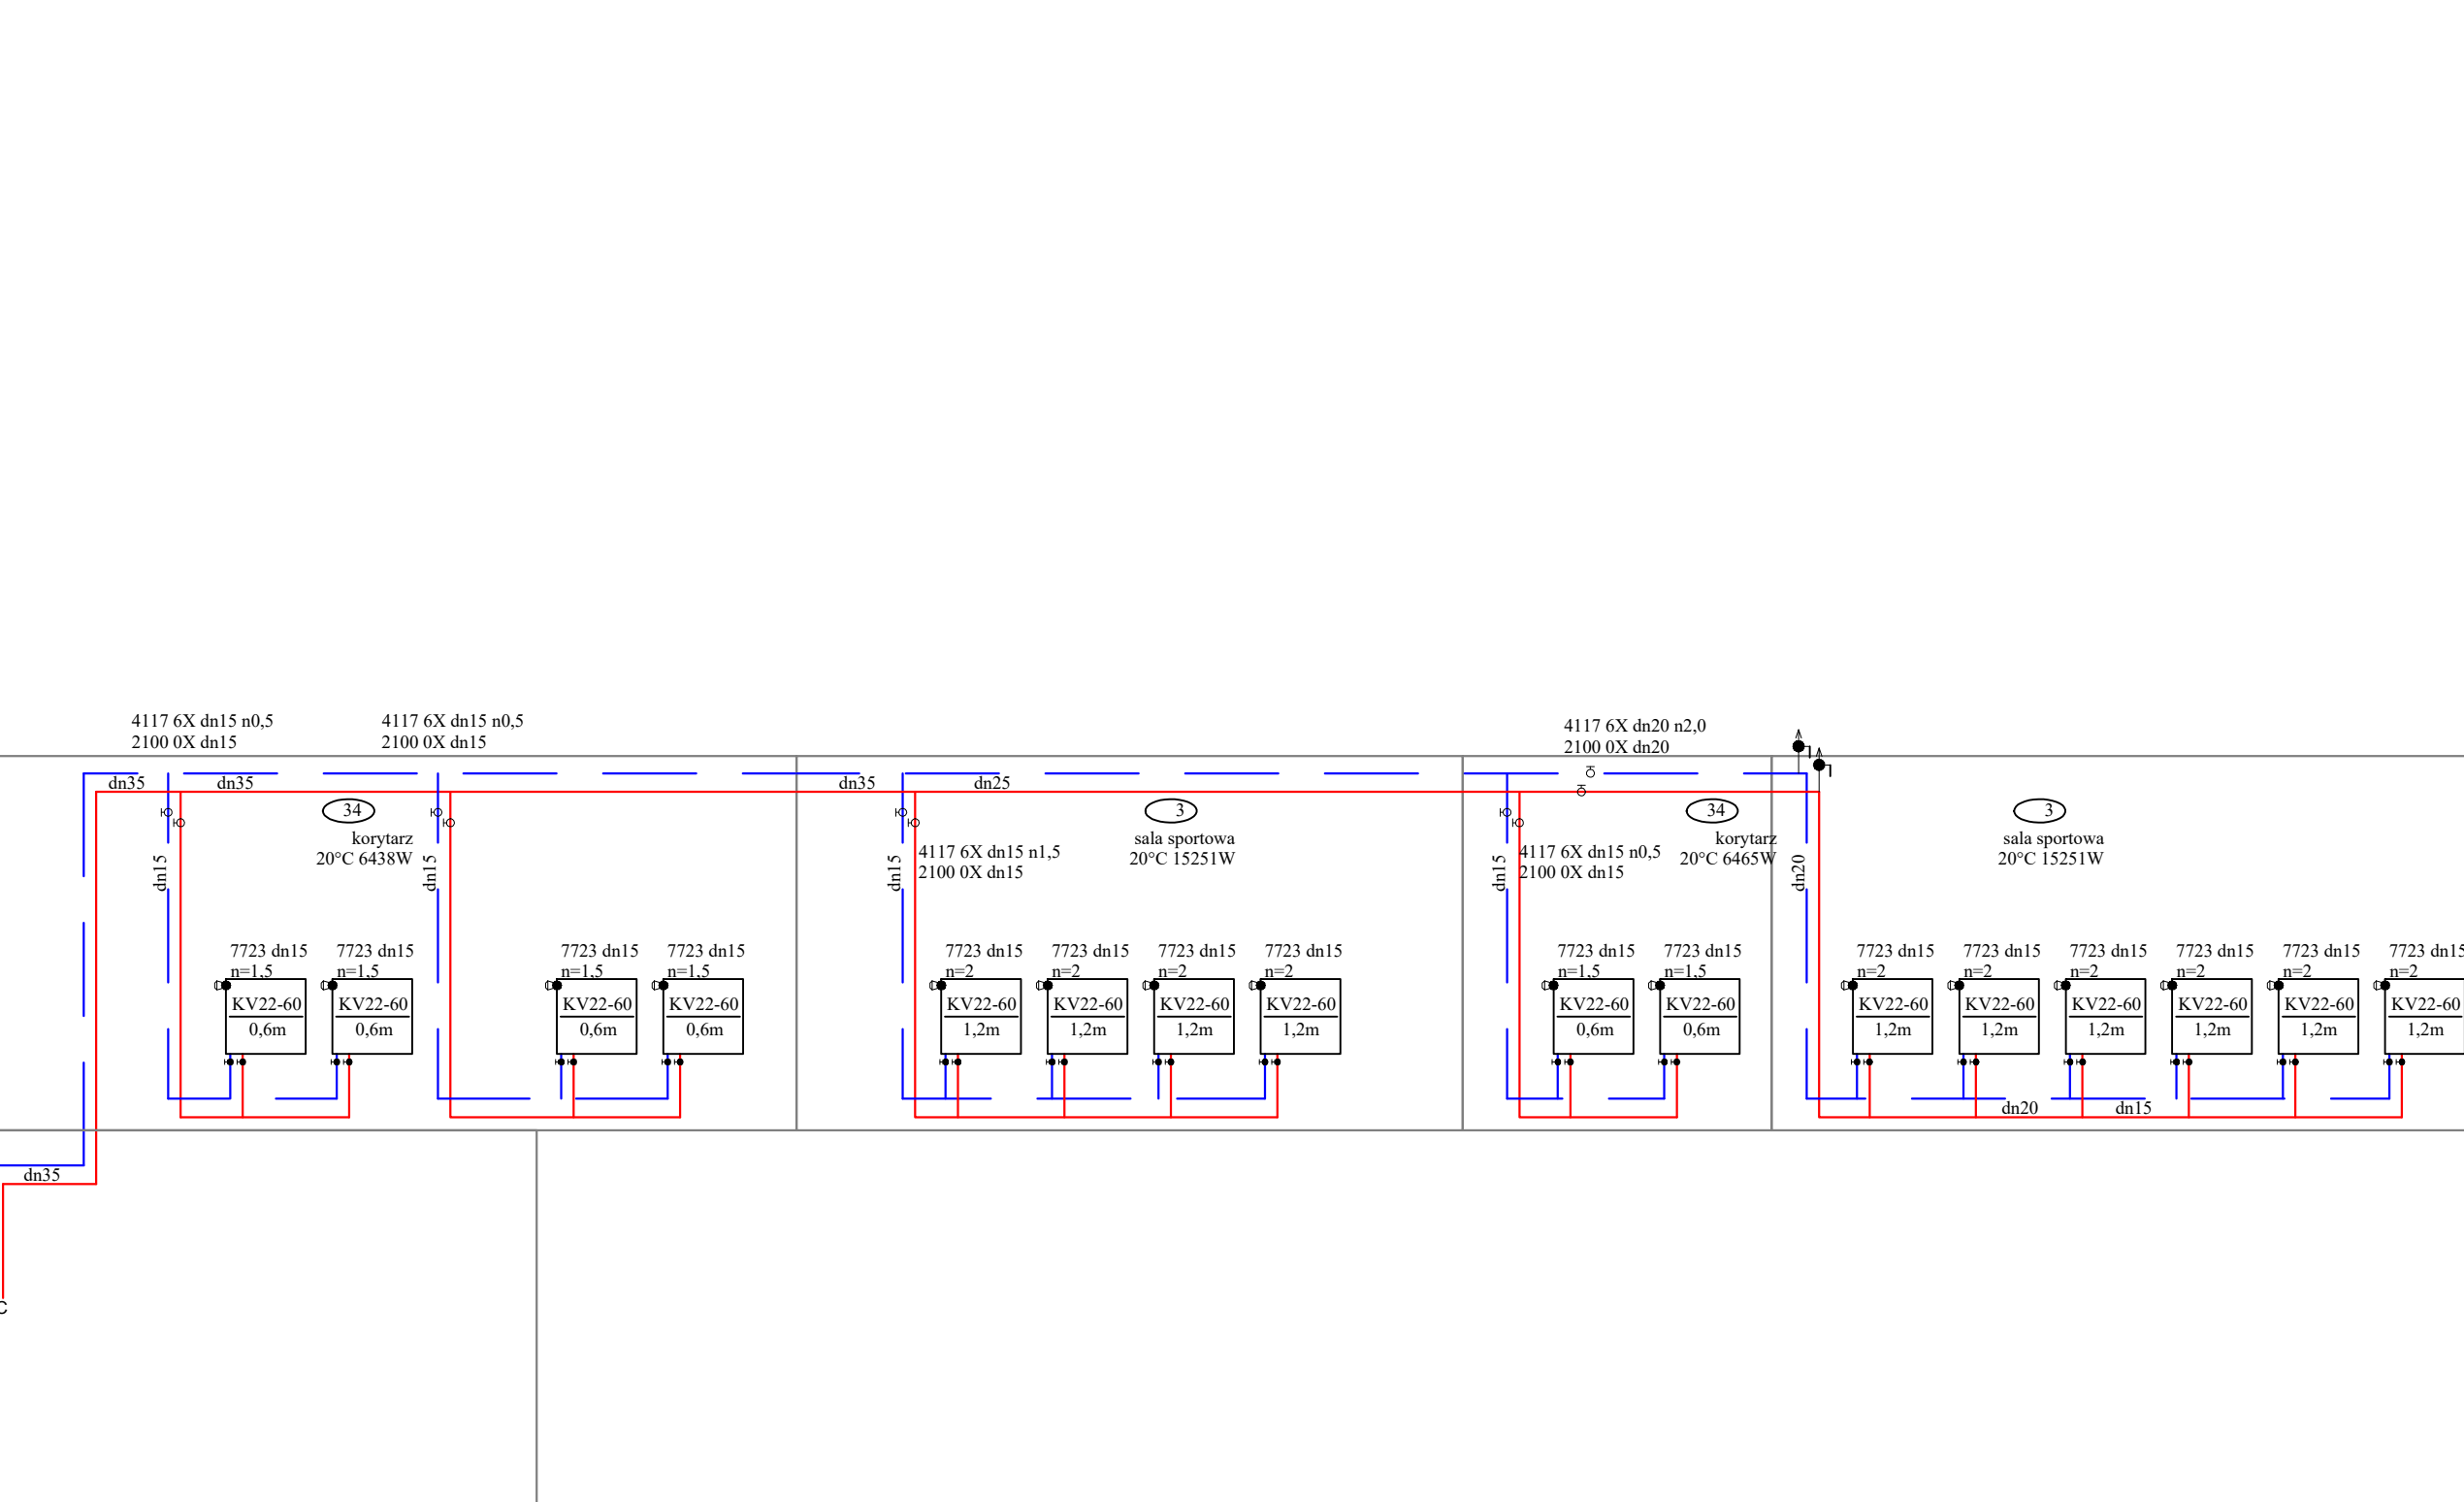 4117 6X dn15 n0,5
2100 0X dn15
4117 6X dn15 n0,5
2100 0X dn15
4117 6X dn20 n2,0
2100 0X dn20
dn35
dn35
dn35
dn25
34
korytarz
20°C 6438W
3
sala sportowa
20°C 15251W
34
korytarz
20°C 6465W
3
sala sportowa
20°C 15251W
dn15
dn15
dn15
4117 6X dn15 n1,5
2100 0X dn15
dn15
4117 6X dn15 n0,5
2100 0X dn15
dn20
7723 dn15
n=1,5
KV22-60
0,6m
7723 dn15
n=1,5
KV22-60
0,6m
7723 dn15
n=1,5
KV22-60
0,6m
7723 dn15
n=1,5
KV22-60
0,6m
7723 dn15
n=2
KV22-60
1,2m
7723 dn15
n=2
KV22-60
1,2m
7723 dn15
n=2
KV22-60
1,2m
7723 dn15
n=2
KV22-60
1,2m
7723 dn15
n=1,5
KV22-60
0,6m
7723 dn15
n=1,5
KV22-60
0,6m
7723 dn15
n=2
KV22-60
1,2m
7723 dn15
n=2
KV22-60
1,2m
7723 dn15
n=2
KV22-60
1,2m
7723 dn15
n=2
KV22-60
1,2m
7723 dn15
n=2
KV22-60
1,2m
7723 dn15
n=2
KV22-60
1,2m
dn20
dn15
dn35